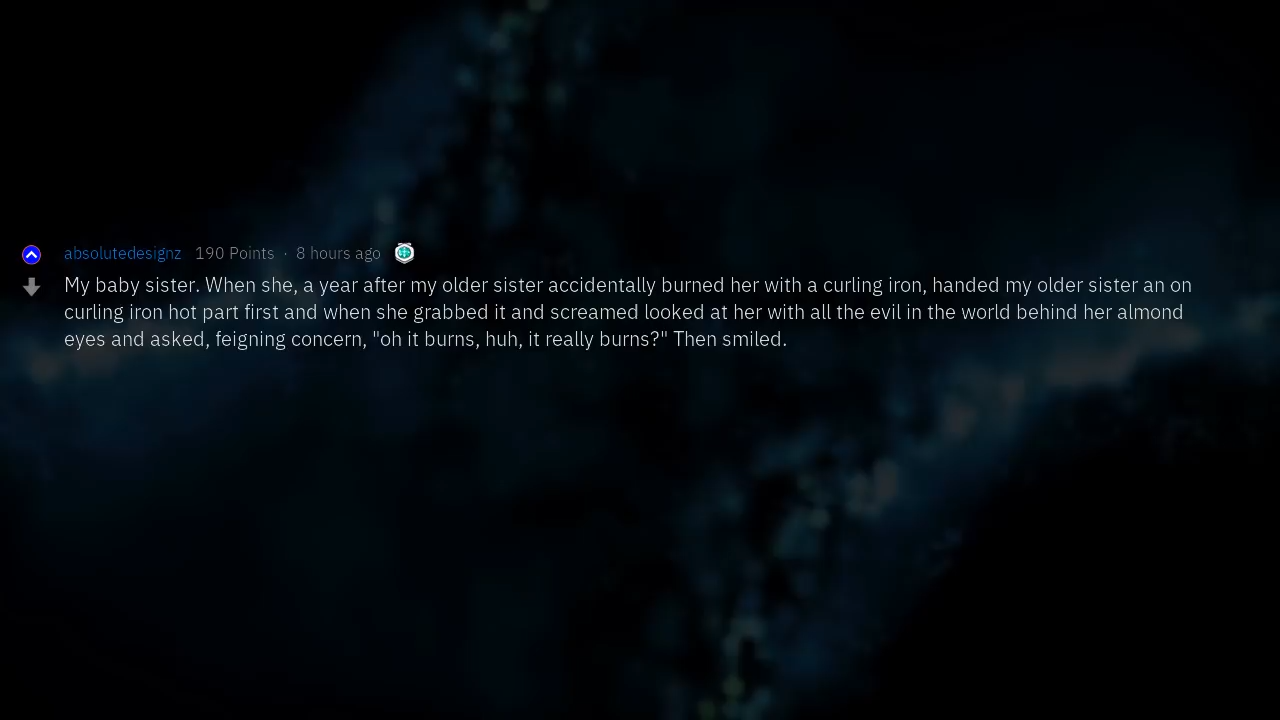 absolutedesignz 190 Points · 8 hours ago
My baby sister. When she, a year after my older sister accidentally burned her with a curling iron, handed my older sister an on
curling iron hot part first and when she grabbed it and screamed looked at her with all the evil in the world behind her almond
eyes and asked, feigning concern, "oh it burns, huh, it really burns?" Then smiled.